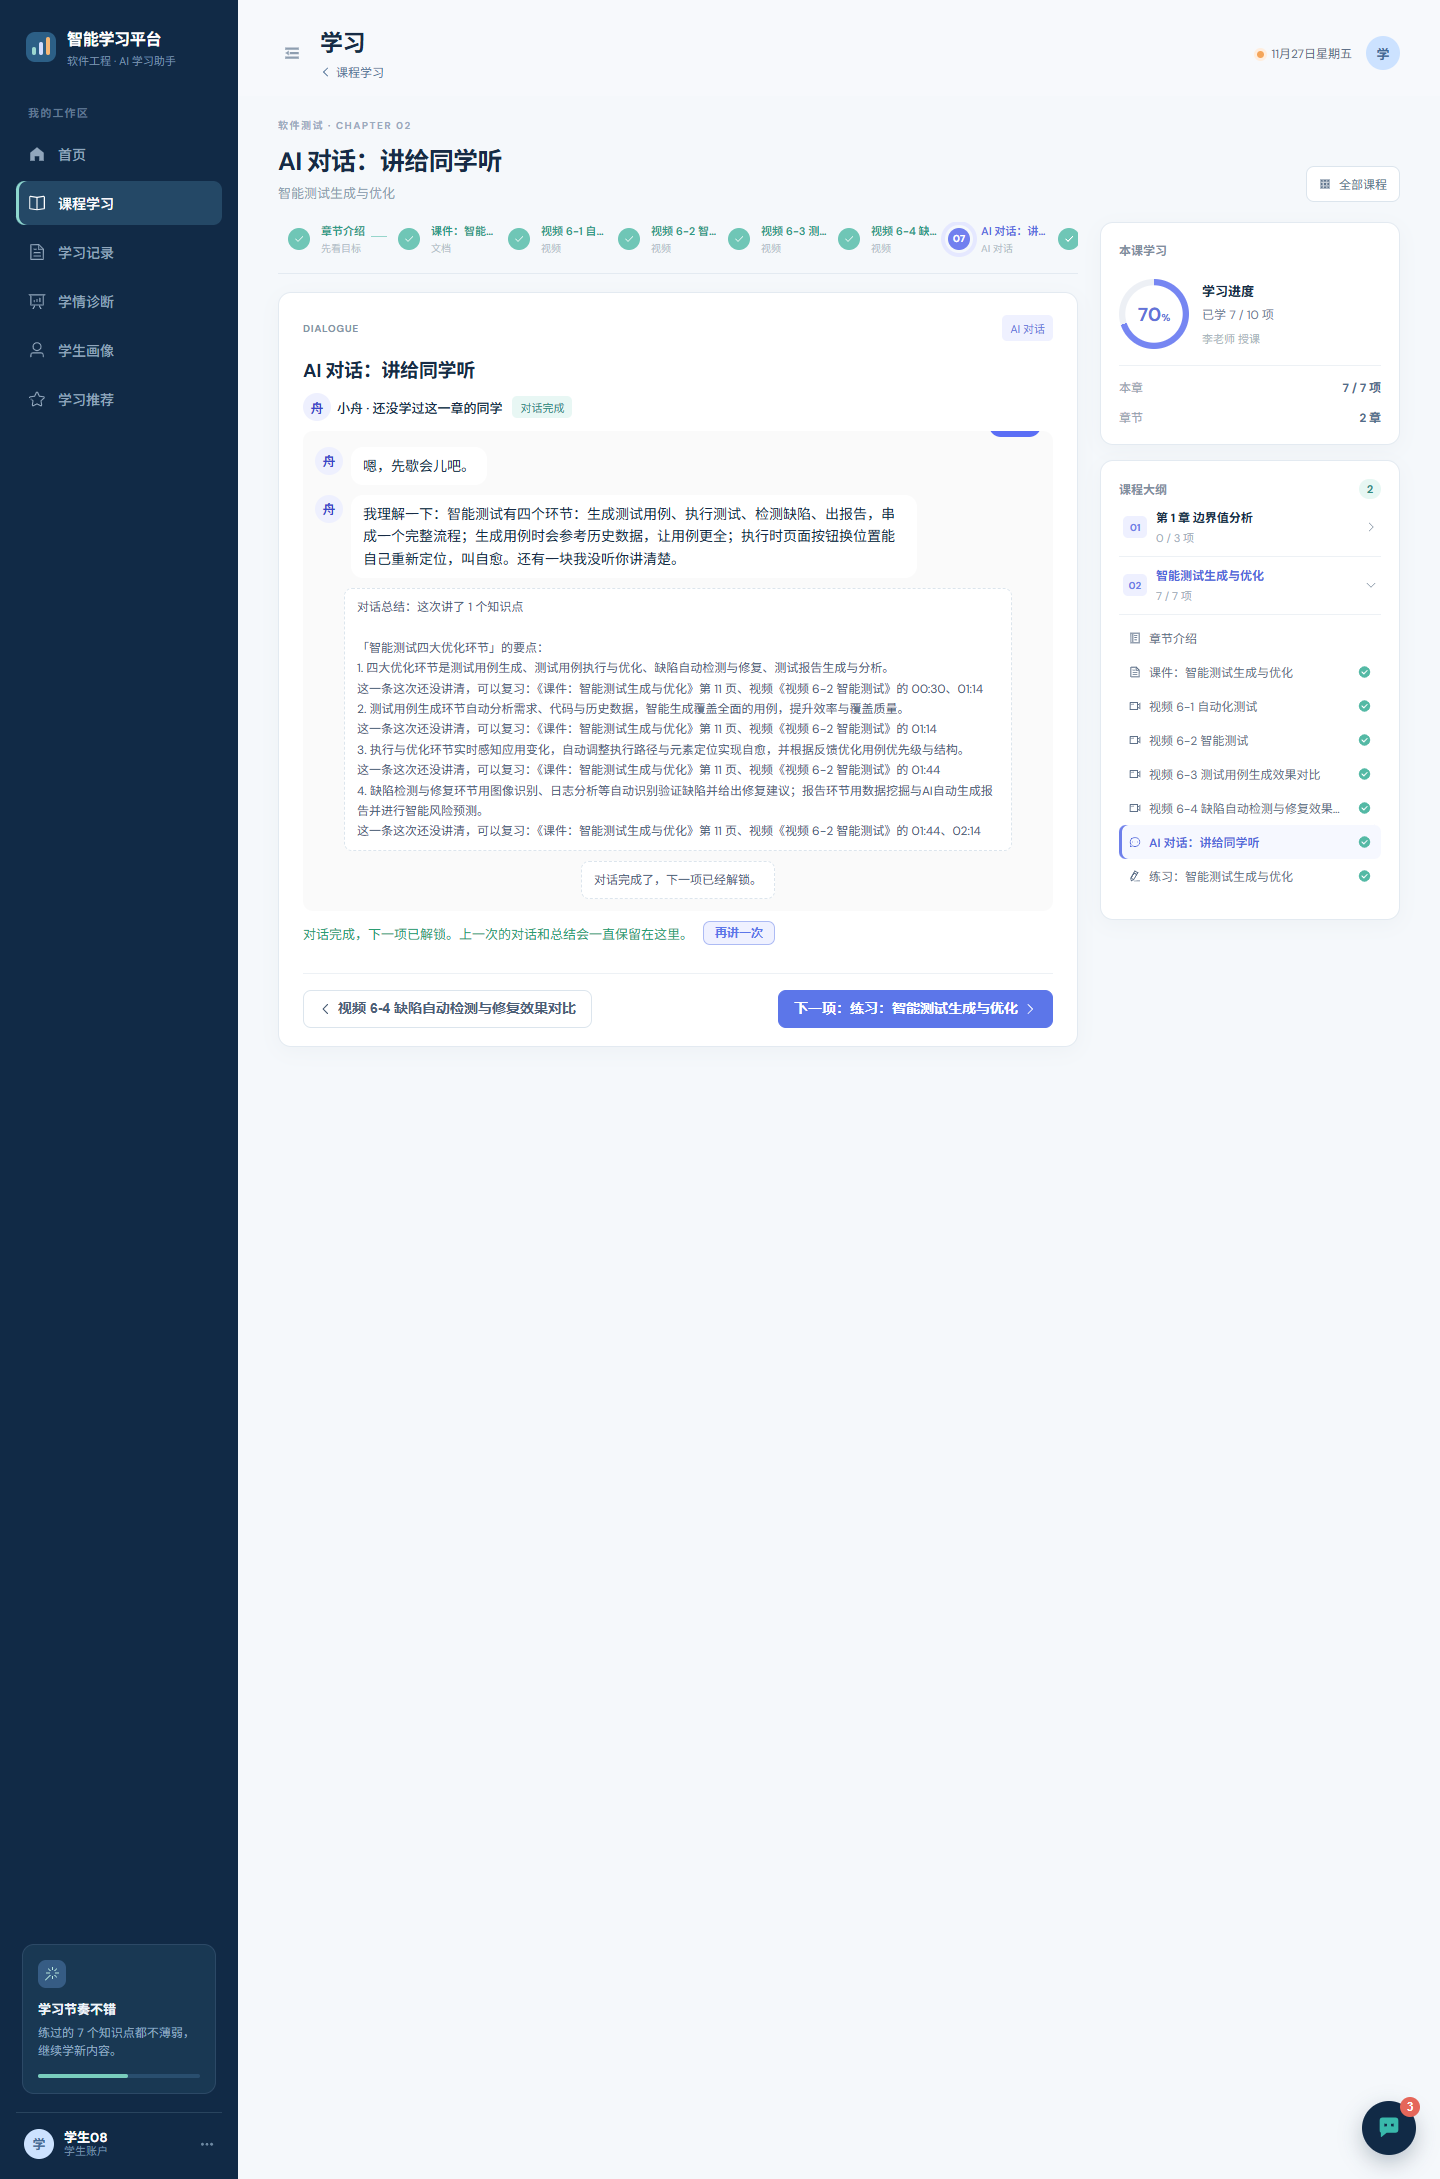 智能学习平台
软件工程 · AI 学习助手
我的工作区
首页
课程学习
学习记录
学情诊断
学生画像
学习推荐
学习节奏不错
练过的 7 个知识点都不薄弱，
继续学新内容。
学
学生08
学生账户
学习
课程学习
11月27日星期五
学
软件测试 · CHAPTER 02
AI 对话：讲给同学听
智能测试生成与优化
全部课程
章节介绍
先看目标
课件：智能...
文档
视频 6-1 自...
视频
视频 6-2 智...
视频
视频 6-3 测...
视频
视频 6-4 缺...
视频
07
AI 对话：讲...
AI 对话
DIALOGUE
AI 对话
AI 对话：讲给同学听
舟
小舟 · 还没学过这一章的同学
对话完成
舟
嗯，先歇会儿吧。
舟
我理解一下：智能测试有四个环节：生成测试用例、执行测试、检测缺陷、出报告，串
成一个完整流程；生成用例时会参考历史数据，让用例更全；执行时页面按钮换位置能
自己重新定位，叫自愈。还有一块我没听你讲清楚。
对话总结：这次讲了 1 个知识点
「智能测试四大优化环节」的要点：
1. 四大优化环节是测试用例生成、测试用例执行与优化、缺陷自动检测与修复、测试报告生成与分析。
这一条这次还没讲清，可以复习：《课件：智能测试生成与优化》第 11 页、视频《视频 6-2 智能测试》的 00:30、01:14
2. 测试用例生成环节自动分析需求、代码与历史数据，智能生成覆盖全面的用例，提升效率与覆盖质量。
这一条这次还没讲清，可以复习：《课件：智能测试生成与优化》第 11 页、视频《视频 6-2 智能测试》的 01:14
3. 执行与优化环节实时感知应用变化，自动调整执行路径与元素定位实现自愈，并根据反馈优化用例优先级与结构。
这一条这次还没讲清，可以复习：《课件：智能测试生成与优化》第 11 页、视频《视频 6-2 智能测试》的 01:44
4. 缺陷检测与修复环节用图像识别、日志分析等自动识别验证缺陷并给出修复建议；报告环节用数据挖掘与AI自动生成报
告并进行智能风险预测。
这一条这次还没讲清，可以复习：《课件：智能测试生成与优化》第 11 页、视频《视频 6-2 智能测试》的 01:44、02:14
对话完成了，下一项已经解锁。
对话完成，下一项已解锁。上一次的对话和总结会一直保留在这里。
再讲一次
视频 6-4 缺陷自动检测与修复效果对比
下一项：练习：智能测试生成与优化
本课学习
70%
学习进度
已学 7 / 10 项
李老师 授课
本章
7 / 7 项
章节
2 章
课程大纲
2
01
第 1 章 边界值分析
0 / 3 项
02
智能测试生成与优化
7 / 7 项
章节介绍
课件：智能测试生成与优化
视频 6-1 自动化测试
视频 6-2 智能测试
视频 6-3 测试用例生成效果对比
视频 6-4 缺陷自动检测与修复效果...
AI 对话：讲给同学听
练习：智能测试生成与优化
3